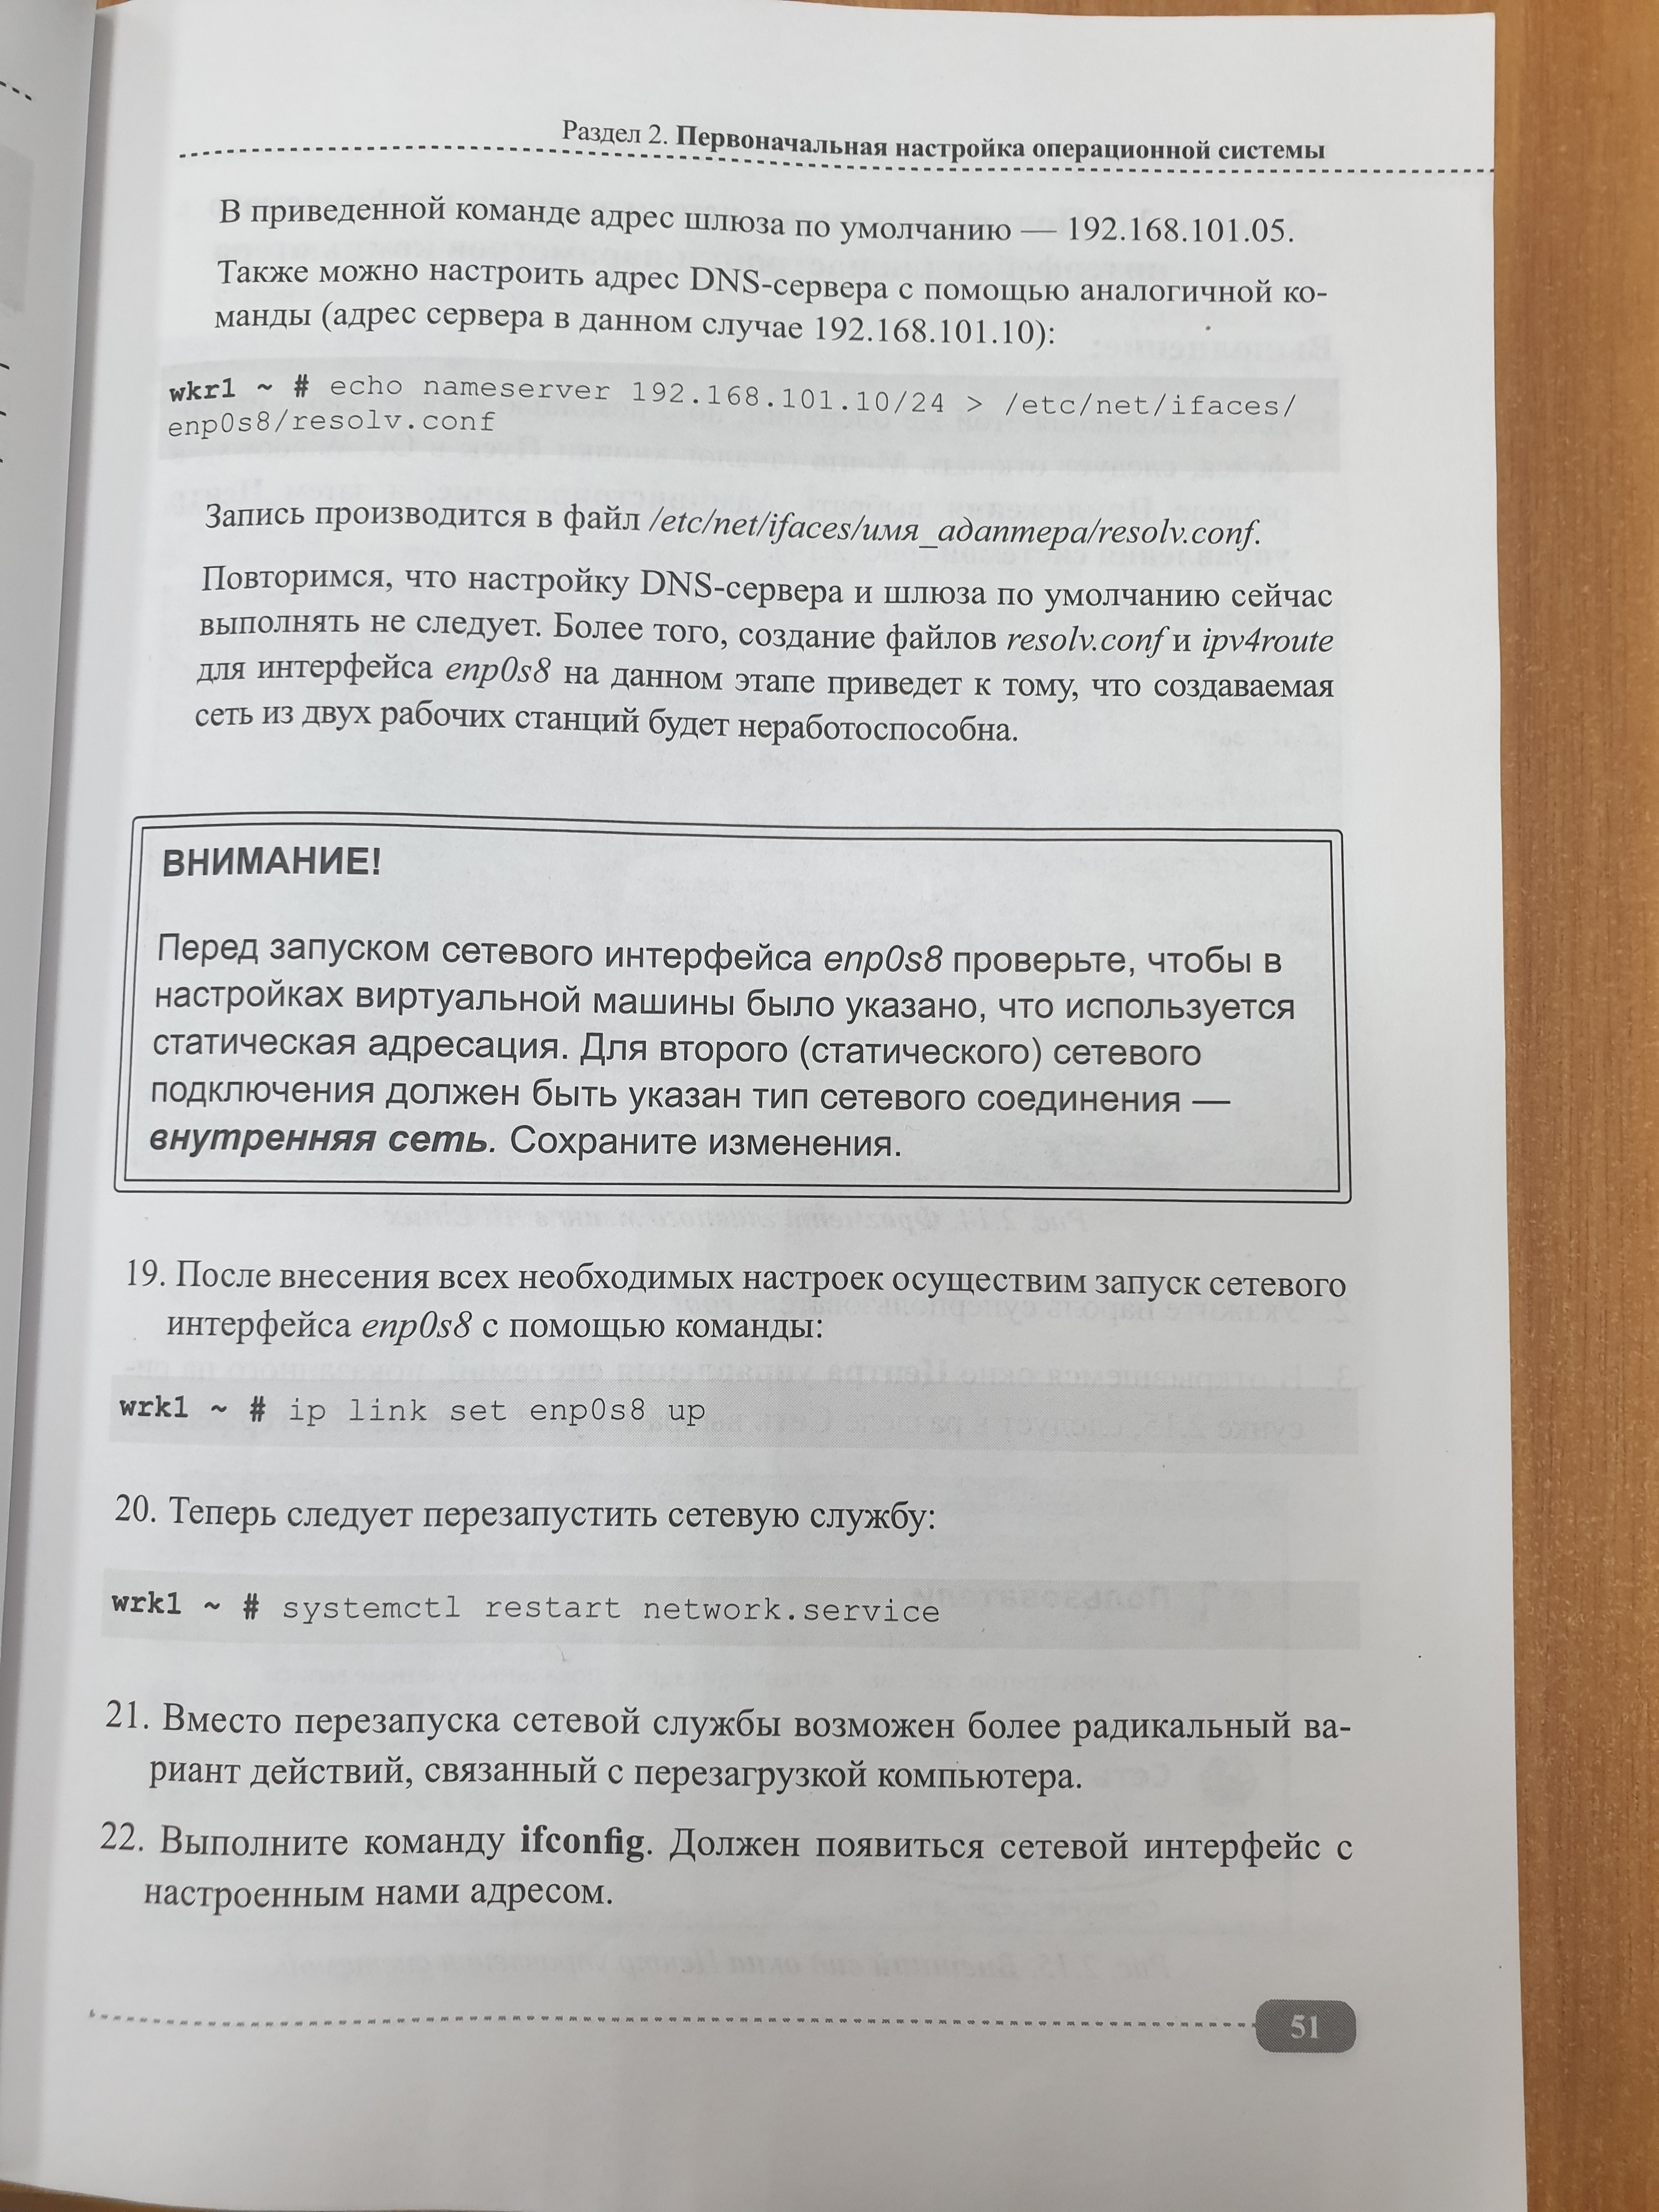 Раздел 2. Первоначальная настройка операционной системы
В приведенной команде адрес шлюза по умолчанию — 192.168.101.05.
Также можно настроить адрес DNS-сервера с помощью аналогичной ко-
манды (адрес сервера в данном случае 192.168.101.10):
wkr1 ~ # echo nameserver 192.168.101.10/24 > /etc/net/ifaces/
enp0s8/resolv.conf
Запись производится в файл /etc/net/ifaces/имя_адаптера/resolv.conf.
Повторимся, что настройку DNS-сервера и шлюза по умолчанию сейчас
выполнять не следует. Более того, создание файлов resolv.conf и ipv4route
для интерфейса enp0s8 на данном этапе приведет к тому, что создаваемая
сеть из двух рабочих станций будет неработоспособна.
ВНИМАНИЕ!
Перед запуском сетевого интерфейса enp0s8 проверьте, чтобы в
настройках виртуальной машины было указано, что используется
статическая адресация. Для второго (статического) сетевого
подключения должен быть указан тип сетевого соединения —
внутренняя сеть. Сохраните изменения.
19. После внесения всех необходимых настроек осуществим запуск сетевого
интерфейса enp0s8 с помощью команды:
wrk1 ~ # ip link set enp0s8 up
20. Теперь следует перезапустить сетевую службу:
wrk1 ~ # systemctl restart network.service
21. Вместо перезапуска сетевой службы возможен более радикальный ва-
риант действий, связанный с перезагрузкой компьютера.
22. Выполните команду ifconfig. Должен появиться сетевой интерфейс с
настроенным нами адресом.
51